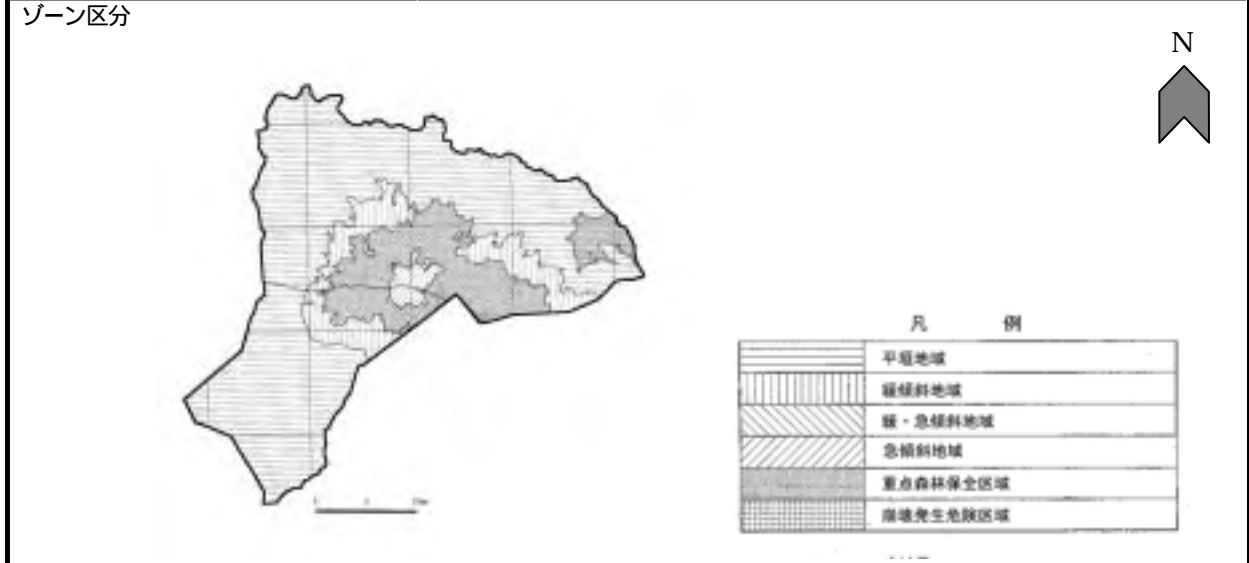 ゾーン区分
N
凡 例
平坦地域
緩傾斜地域
緩・急傾斜地域
急傾斜地域
重点森林保全区域
崩壊発生危険区域